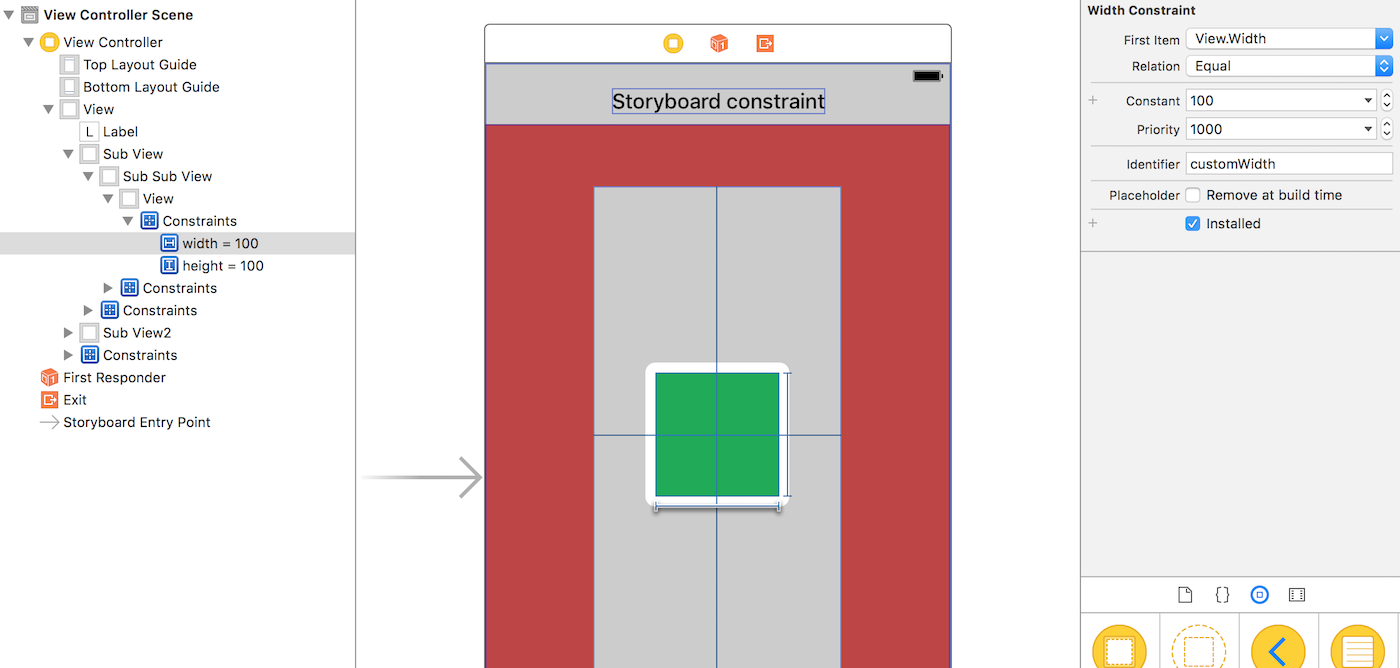 View Controller Scene
View Controller
Top Layout Guide
Bottom Layout Guide
View
L Label
Sub View
Sub Sub View
View
Constraints
width = 100
height = 100
Constraints
Constraints
Sub View2
Constraints
First Responder
Exit
Storyboard Entry Point
Storyboard constraint
Width Constraint
First Item View.Width
Relation Equal
Constant 100
Priority 1000
Identifier customWidth
Placeholder Remove at build time
Installed